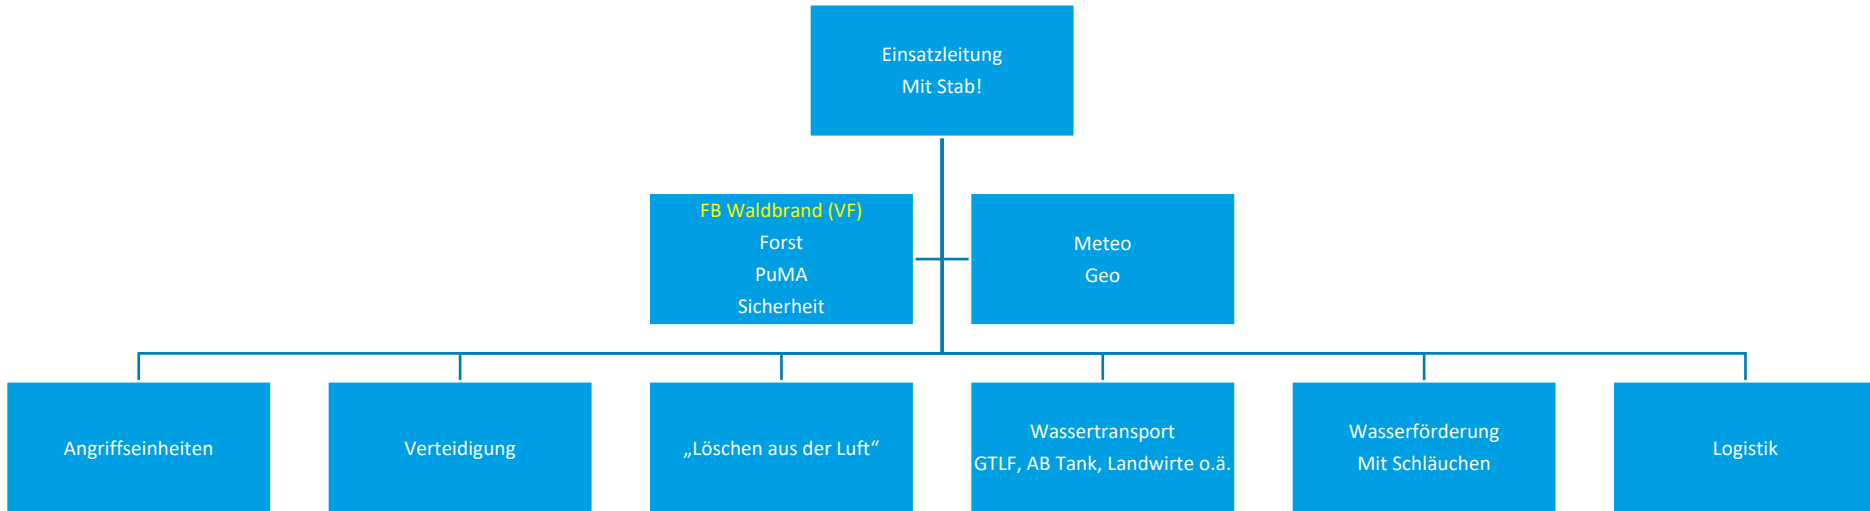 Einsatzleitung
Mit Stab!
FB Waldbrand (VF)
Forst
PuMA
Sicherheit
Meteo
Geo
Angriffseinheiten
Verteidigung
„Löschen aus der Luft“
Wassertransport
GTLF, AB Tank, Landwirte o.ä.
Wasserförderung
Mit Schläuchen
Logistik